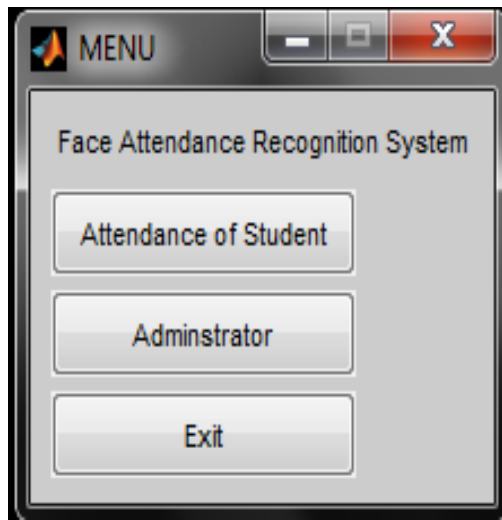 MENU
Face Attendance Recognition System
Attendance of Student
Adminstrator
Exit